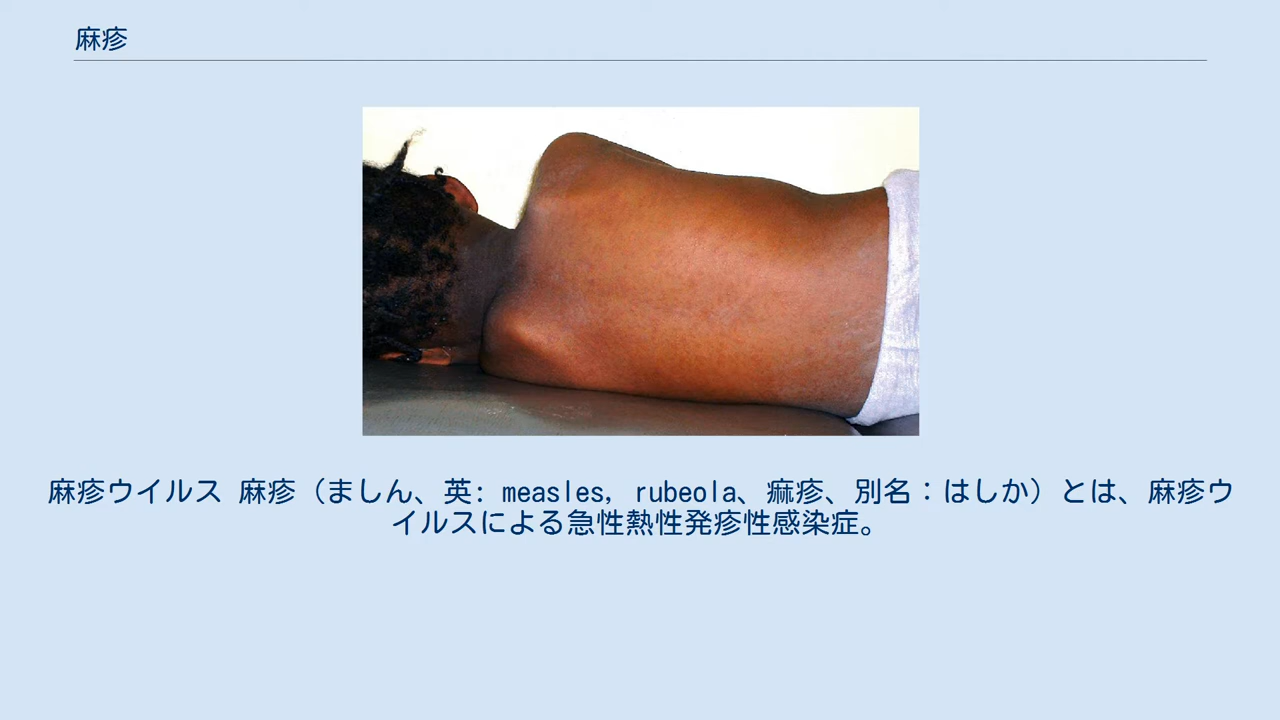 麻疹
麻疹ウイルス 麻疹（ましん、英: measles, rubeola、痲疹、別名：はしか）とは、麻疹ウ
イルスによる急性熱性発疹性感染症。